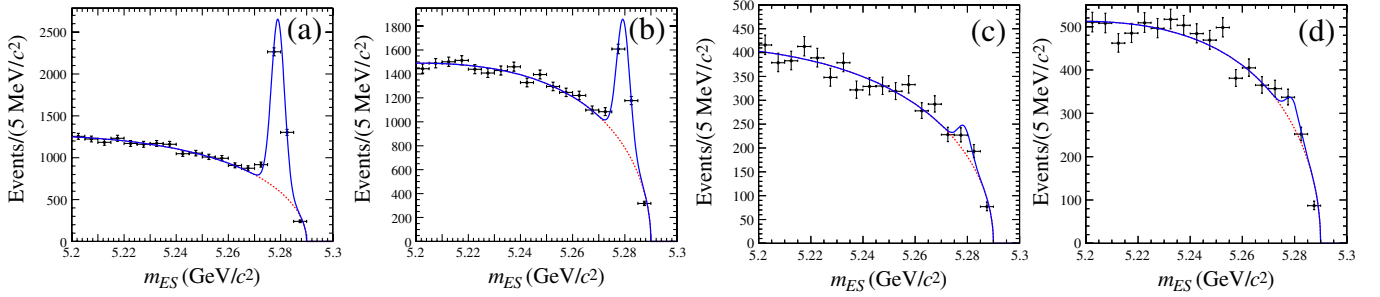 (a)
Events/(5 MeV/c²)
2500
2000
1500
1000
500
0
5.2 5.22 5.24 5.26 5.28 5.3
m_ES (GeV/c²)
(b)
Events/(5 MeV/c²)
1800
1600
1400
1200
1000
800
600
400
200
0
5.2 5.22 5.24 5.26 5.28 5.3
m_ES (GeV/c²)
(c)
Events/(5 MeV/c²)
500
450
400
350
300
250
200
150
100
50
0
5.2 5.22 5.24 5.26 5.28 5.3
m_ES (GeV/c²)
(d)
Events/(5 MeV/c²)
500
400
300
200
100
0
5.2 5.22 5.24 5.26 5.28 5.3
m_ES (GeV/c²)